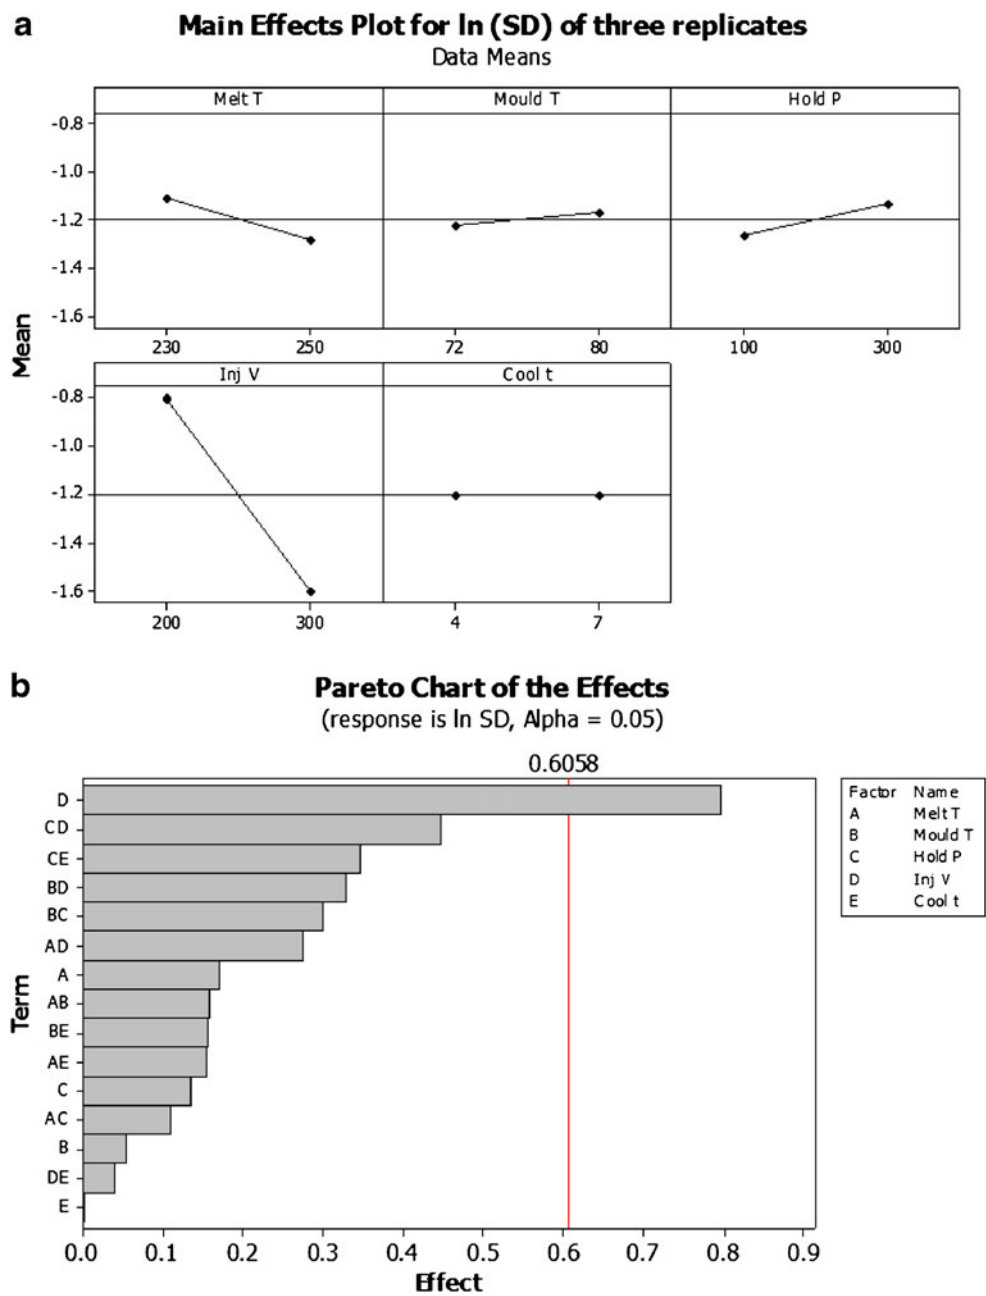 a
Main Effects Plot for ln (SD) of three replicates
Data Means
Melt T Mould T Hold P
-0.8
-1.0
-1.2
-1.4
-1.6
230 250 72 80 100 300
Mean
Inj V Cool t
-0.8
-1.0
-1.2
-1.4
-1.6
200 300 4 7
b
Pareto Chart of the Effects
(response is ln SD, Alpha = 0.05)
0.6058
Term
D
CD
CE
BD
BC
AD
A
AB
BE
AE
C
AC
B
DE
E
0.0 0.1 0.2 0.3 0.4 0.5 0.6 0.7 0.8 0.9
Effect
Factor Name
A Melt T
B Mould T
C Hold P
D Inj V
E Cool t